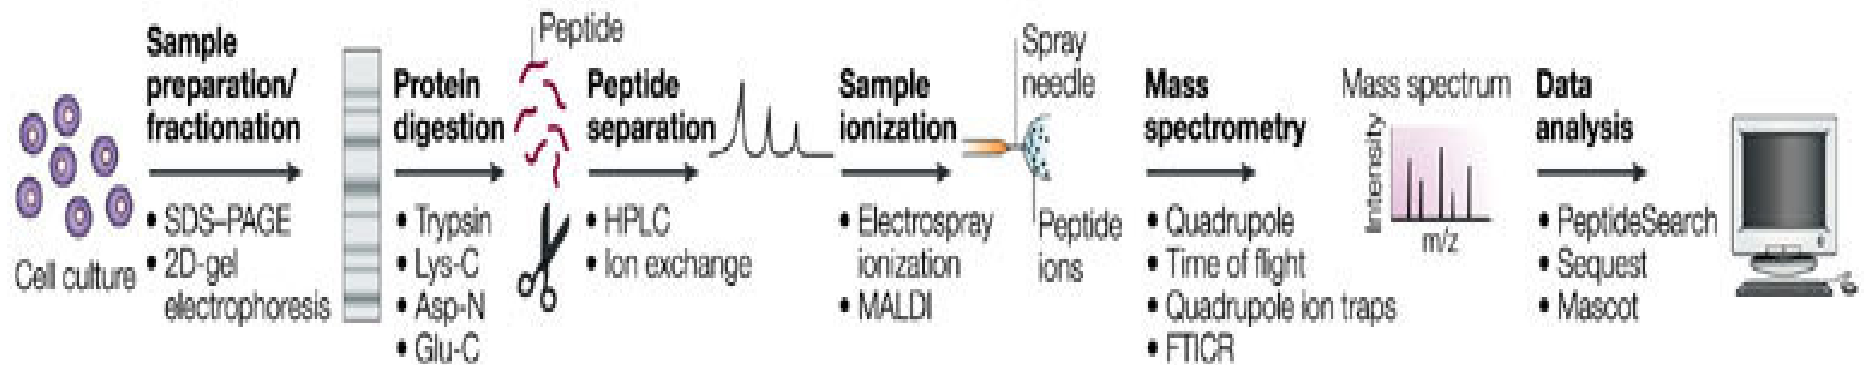 Cell culture
Sample
preparation/
fractionation
• SDS–PAGE
• 2D-gel
electrophoresis
Protein
digestion
• Trypsin
• Lys-C
• Asp-N
• Glu-C
Peptide
Peptide
separation
• HPLC
• Ion exchange
Sample
ionization
• Electrospray
ionization
• MALDI
Spray
needle
Peptide
ions
Mass
spectrometry
• Quadrupole
• Time of flight
• Quadrupole ion traps
• FTICR
Mass spectrum
Intensity
m/z
Data
analysis
• PeptideSearch
• Sequest
• Mascot